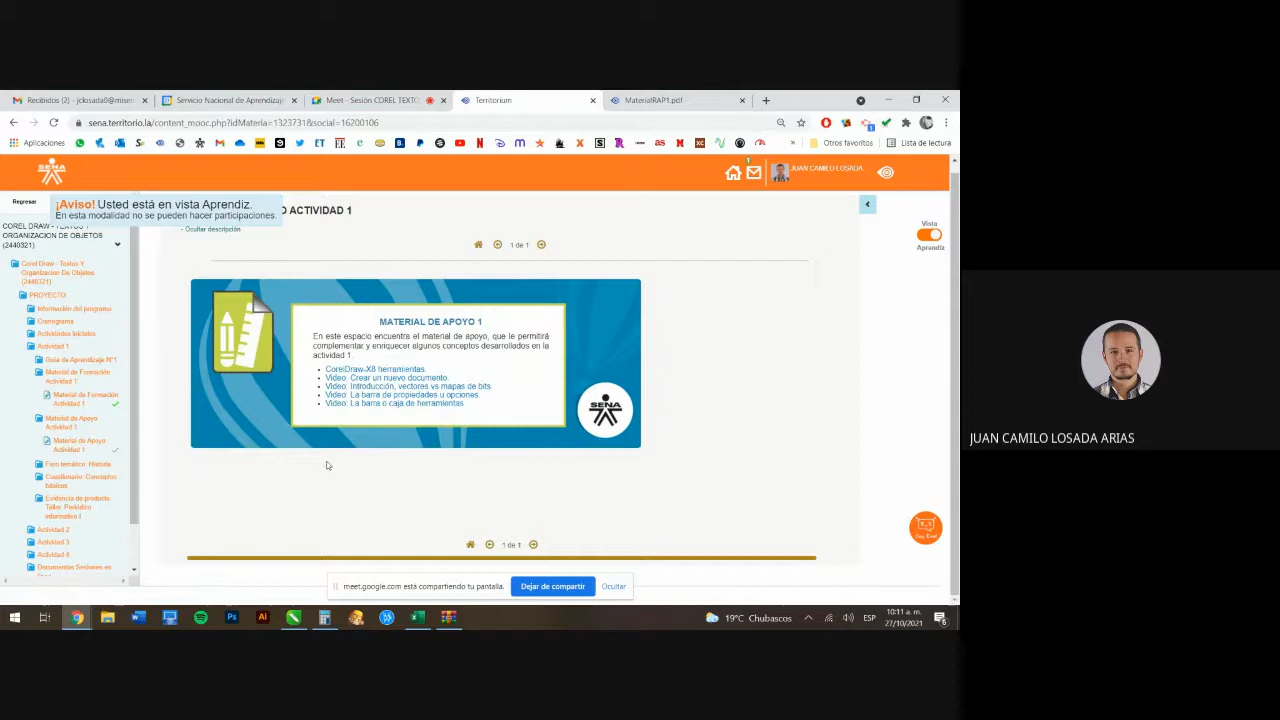 Recibidos (2) - jclosada0@misen
Servicio Nacional de Aprendizaje
Meet - Sesión COREL TEXTO
Territorium
MaterialRAP1.pdf
sena.territorio.la/content_mooc.php?idMateria=1323731&social=16200106
Aplicaciones
Otros favoritos
Lista de lectura
SENA
1
JUAN CAMILO LOSADA
Regresar
¡Aviso! Usted está en vista Aprendiz.
En esta modalidad no se pueden hacer participaciones.
O ACTIVIDAD 1
- Ocultar descripción
Vista
Aprendiz
COREL DRAW - TEXTOS Y
ORGANIZACION DE OBJETOS
(2440321)
Corel Draw - Textos Y
Organizacion De Objetos
(2440321)
PROYECTO
Información del programa
Cronograma
Actividades Iniciales
Actividad 1
Guía de Aprendizaje N°1
Material de Formación
Actividad 1
Material de Formación
Actividad 1
Material de Apoyo
Actividad 1
Material de Apoyo
Actividad 1
Foro temático: Historia
Cuestionario: Conceptos
básicos
Evidencia de producto.
Taller. Periódico
informativo I
Actividad 2
Actividad 3
Actividad 4
Documentos Sesiones en
1 de 1
MATERIAL DE APOYO 1
En este espacio encuentra el material de apoyo, que le permitirá
complementar y enriquecer algunos conceptos desarrollados en la
actividad 1.
• CorelDraw-X8 herramientas.
• Video: Crear un nuevo documento.
• Video: Introducción, vectores vs mapas de bits
• Video: La barra de propiedades u opciones.
• Video: La barra o caja de herramientas
SENA
1 de 1
meet.google.com está compartiendo tu pantalla.
Dejar de compartir
Ocultar
19°C Chubascos
ESP
10:11 a. m.
27/10/2021
6
JUAN CAMILO LOSADA ARIAS